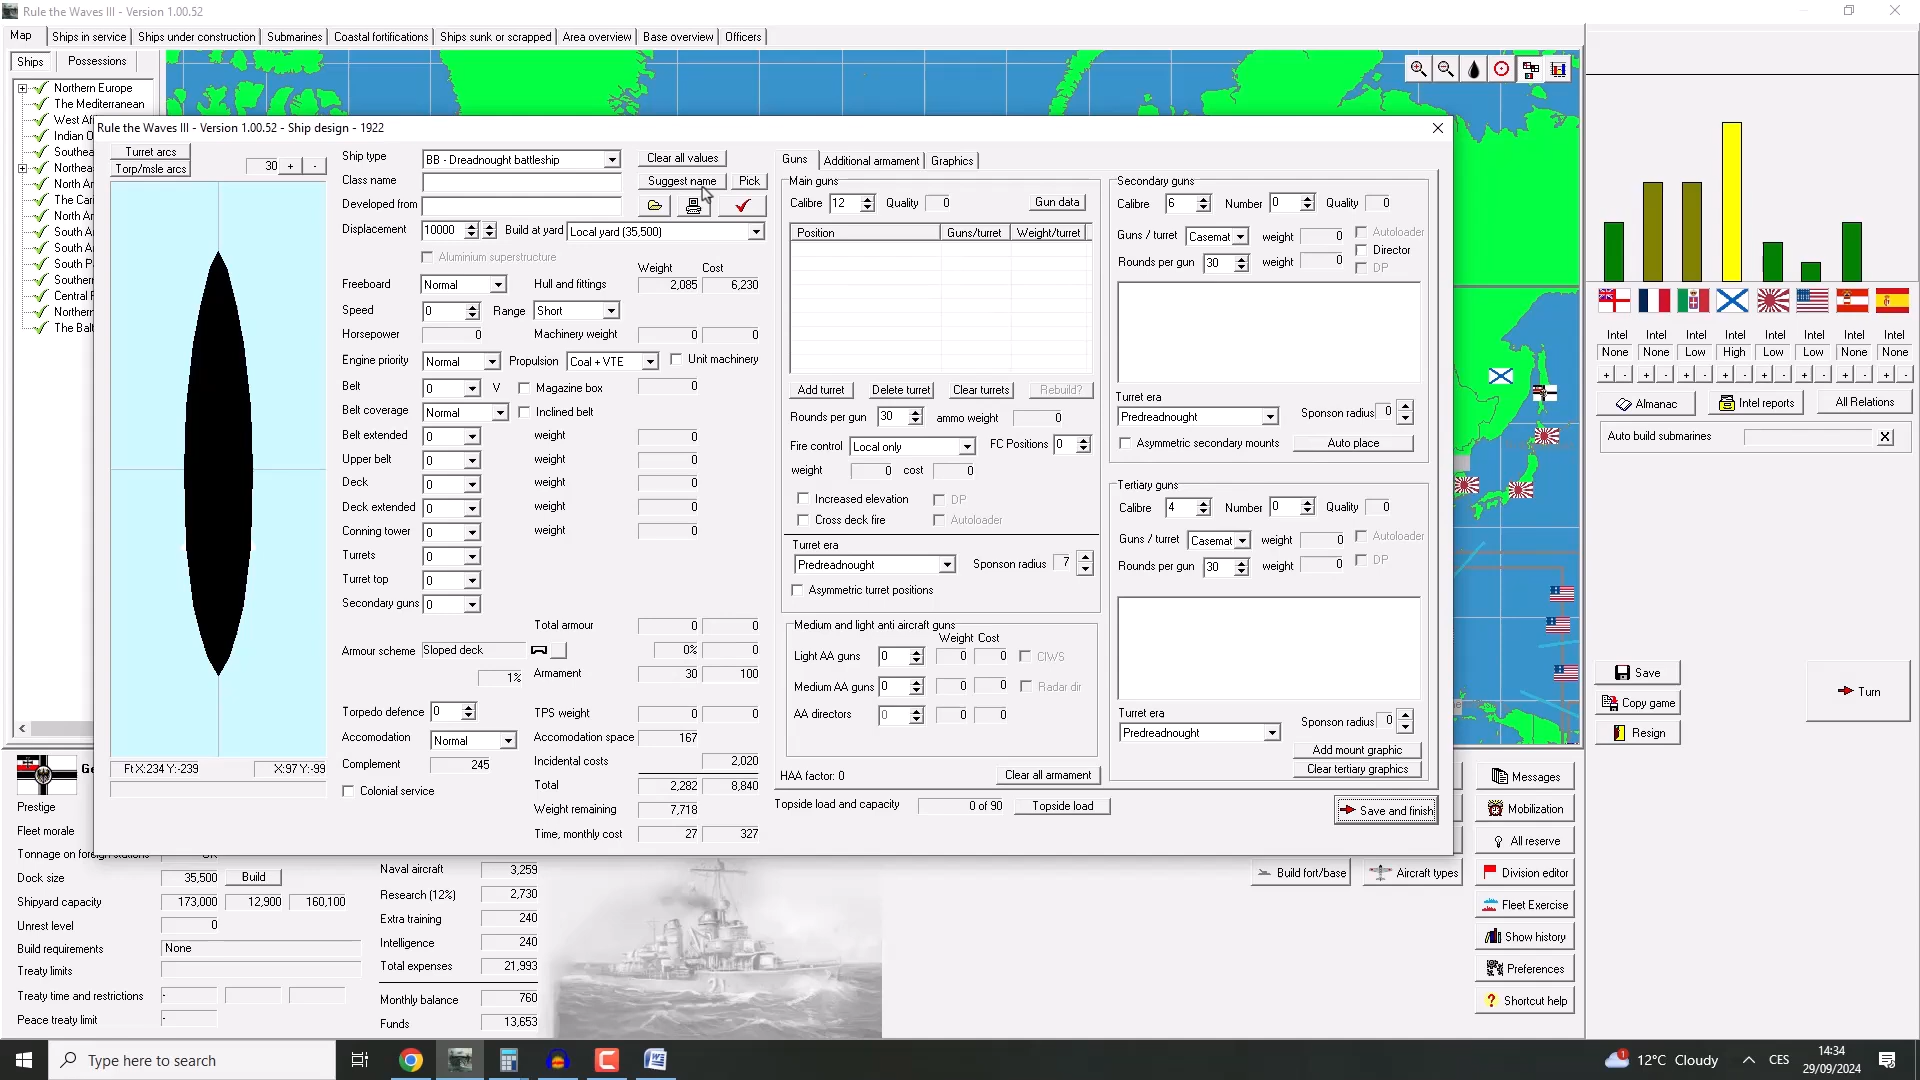 Rule the Waves III - Version 1.00.52
Map
Ships in service
Ships under construction
Submarines
Coastal fortifications
Ships sunk or scrapped
Area overview
Base overview
Officers
Ships
Possessions
Northern Europe
The Mediterranean
West Af
Indian O
Southea
Northea
North An
The Cari
North A
South A
South A
South Pa
Southern
Central P
Northern
The Balt
Rule the Waves III - Version 1.00.52 - Ship design - 1922
Turret arcs
Torp/msle arcs
30
+
-
Ft X:234 Y:-239
X:97 Y:-99
Ship type
BB - Dreadnought battleship
Clear all values
Class name
Suggest name
Pick
Developed from
Displacement
10000
Build at yard
Local yard (35,500)
Aluminium superstructure
Weight
Cost
Freeboard
Normal
Hull and fittings
2,085
6,230
Speed
0
Range
Short
Horsepower
0
Machinery weight
0
0
Engine priority
Normal
Propulsion
Coal + VTE
Unit machinery
Belt
0
V
Magazine box
0
Belt coverage
Normal
Inclined belt
Belt extended
0
weight
0
Upper belt
0
weight
0
Deck
0
weight
0
Deck extended
0
weight
0
Conning tower
0
weight
0
Turrets
0
Turret top
0
Secondary guns
0
Total armour
0
0
Armour scheme
Sloped deck
0%
0
1%
Armament
30
100
Torpedo defence
0
TPS weight
0
0
Accomodation
Normal
Accomodation space
167
Complement
245
Incidental costs
2,020
Colonial service
Total
2,282
8,840
Weight remaining
7,718
Time, monthly cost
27
327
Guns
Additional armament
Graphics
Main guns
Calibre
12
Quality
0
Gun data
Position
Guns/turret
Weight/turret
Add turret
Delete turret
Clear turrets
Rebuild?
Rounds per gun
30
ammo weight
0
Fire control
Local only
FC Positions
0
weight
0
cost
0
Increased elevation
DP
Cross deck fire
Autoloader
Turret era
Predreadnought
Sponson radius
7
Asymmetric turret positions
Medium and light anti aircraft guns
Weight Cost
Light AA guns
0
0
0
CIWS
Medium AA guns
0
0
0
Radar dir
AA directors
0
0
0
HAA factor: 0
Clear all armament
Topside load and capacity
0 of 90
Topside load
Secondary guns
Calibre
6
Number
0
Quality
0
Guns / turret
Casemat
weight
0
Autoloader
Director
Rounds per gun
30
weight
0
DP
Turret era
Predreadnought
Sponson radius
0
Asymmetric secondary mounts
Auto place
Tertiary guns
Calibre
4
Number
0
Quality
0
Guns / turret
Casemat
weight
0
Autoloader
Rounds per gun
30
weight
0
DP
Turret era
Predreadnought
Sponson radius
0
Add mount graphic
Clear tertiary graphics
Save and finish
Intel
Intel
Intel
Intel
Intel
Intel
Intel
Intel
None
None
Low
High
Low
Low
None
None
+ - + - + - + - + - + - + - + -
Almanac
Intel reports
All Relations
Auto build submarines
X
Save
Copy game
Resign
Turn
Ge
Prestige
Fleet morale
Tonnage on foreign stations
Dock size
35,500
Build
Shipyard capacity
173,000
12,900
160,100
Unrest level
0
Build requirements
None
Treaty limits
Treaty time and restrictions
-
Peace treaty limit
-
Naval aircraft
3,259
Research (12%)
2,730
Extra training
240
Intelligence
240
Total expenses
21,993
Monthly balance
760
Funds
13,653
Build fort/base
Aircraft types
Messages
Mobilization
All reserve
Division editor
Fleet Exercise
Show history
Preferences
Shortcut help
Type here to search
12°C Cloudy
CES
14:34
29/09/2024